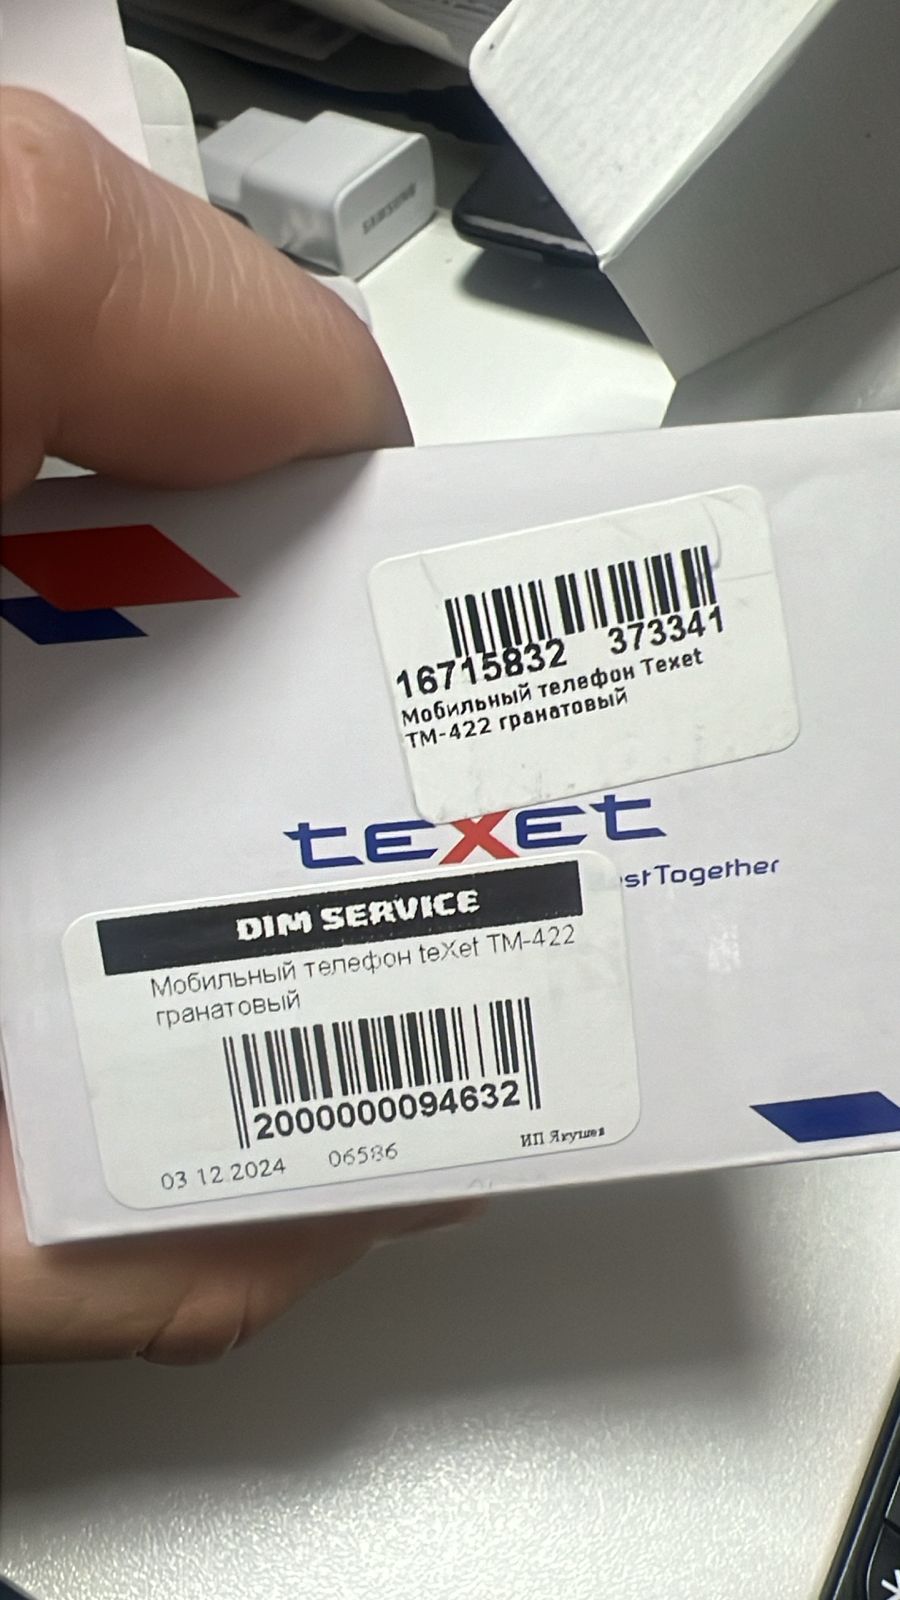 SAMSUNG
16715832 373341
Мобильный телефон Texet
TM-422 гранатовый
teXet
DIM SERVICE
Мобильный телефон teXet TM-422
гранатовый
2000000094632
03 12 2024 06586 ИП Якушев